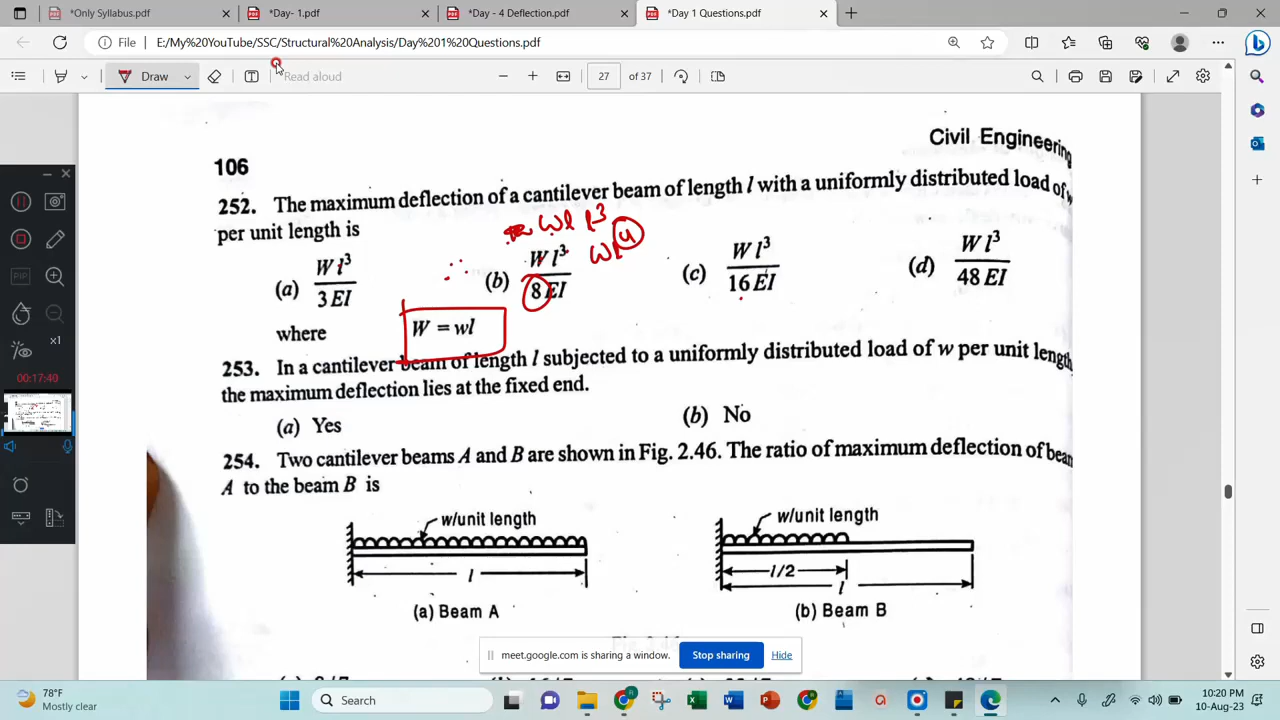 *Only Syllabus.pdf
*Day- 1.pdf
*Day - 4 Deflection.pdf
*Day 1 Questions.pdf
File
E:/My%20YouTube/SSC/Structural%20Analysis/Day%201%20Questions.pdf
Draw
Read aloud
27 of 37
Civil Engineering
106
252. The maximum deflection of a cantilever beam of length l with a uniformly distributed load of w
per unit length is
Wl l³
Wl⁴
(a) W l³ / 3 EI
(b) W l³ / 8 EI
(c) W l³ / 16 EI
(d) W l³ / 48 EI
where W = wl
253. In a cantilever beam of length l subjected to a uniformly distributed load of w per unit length
the maximum deflection lies at the fixed end.
(a) Yes
(b) No
254. Two cantilever beams A and B are shown in Fig. 2.46. The ratio of maximum deflection of beam
A to the beam B is
w/unit length
w/unit length
l
l/2
l
(a) Beam A
(b) Beam B
PIP
x1
00:17:49
meet.google.com is sharing a window.
Stop sharing
Hide
78°F
Mostly clear
Search
10:20 PM
10-Aug-23